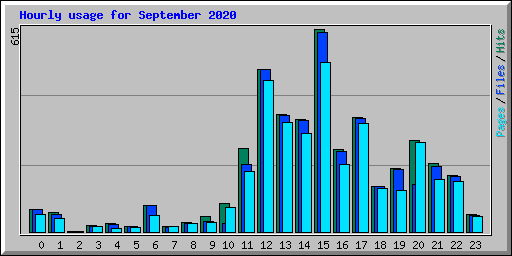 Hourly usage for September 2020
615
Pages/Files/Hits
0 1 2 3 4 5 6 7 8 9 10 11 12 13 14 15 16 17 18 19 20 21 22 23